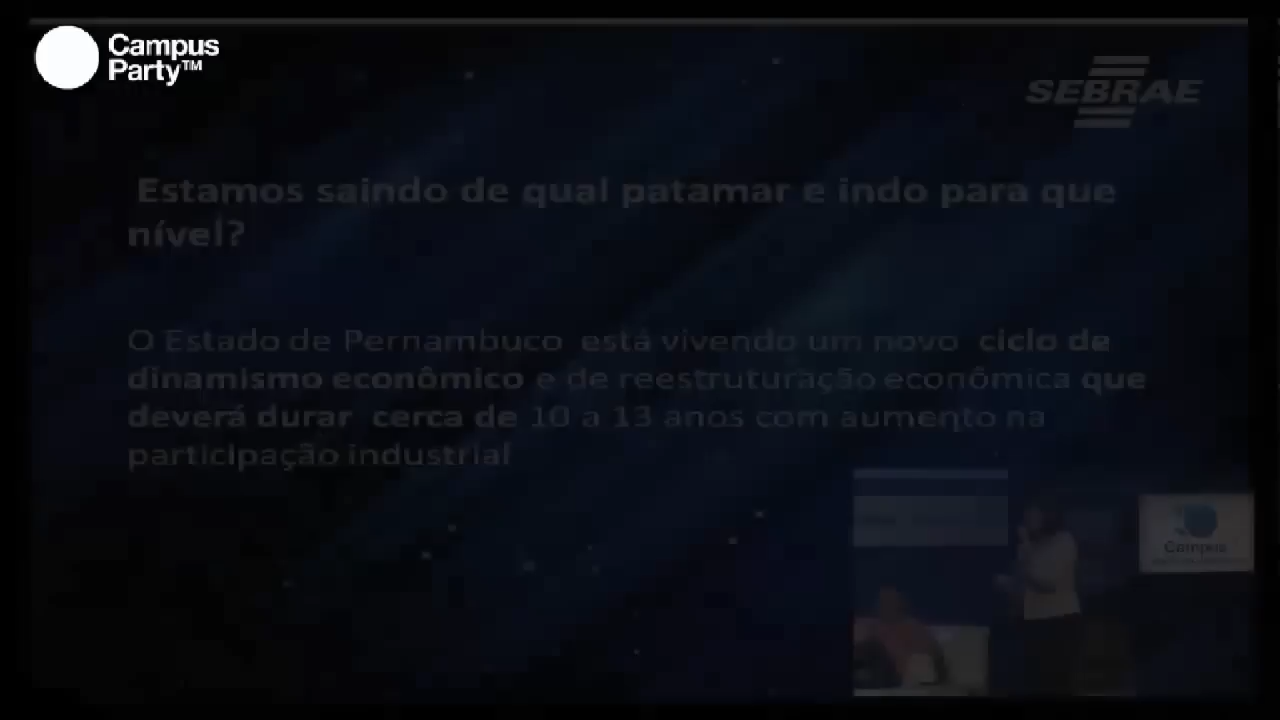 Campus
Party™
SEBRAE
Estamos saindo de qual patamar e indo para que
nível?
O Estado de Pernambuco está vivendo um novo ciclo de
dinamismo econômico e de reestruturação econômica que
deverá durar cerca de 10 a 13 anos com aumento na
participação industrial
Campus